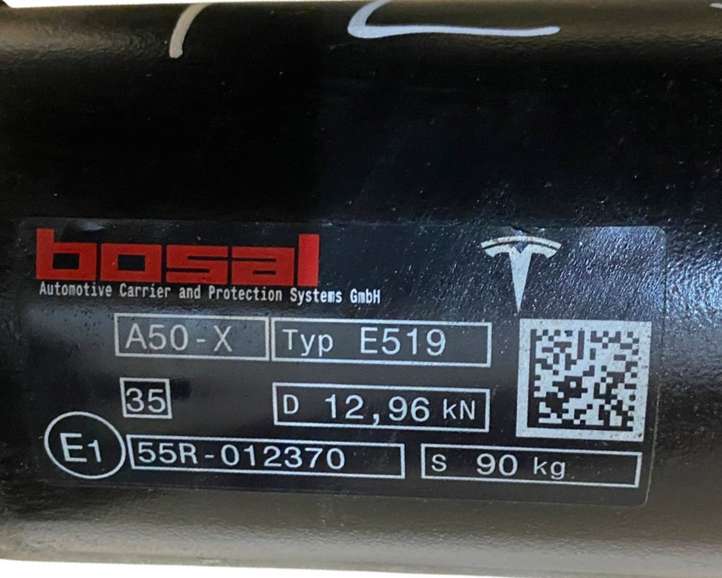 bosal
Automotive Carrier and Protection Systems GmbH
A50-X Typ E519
35 D 12,96 kN
E1 55R-012370 S 90 kg